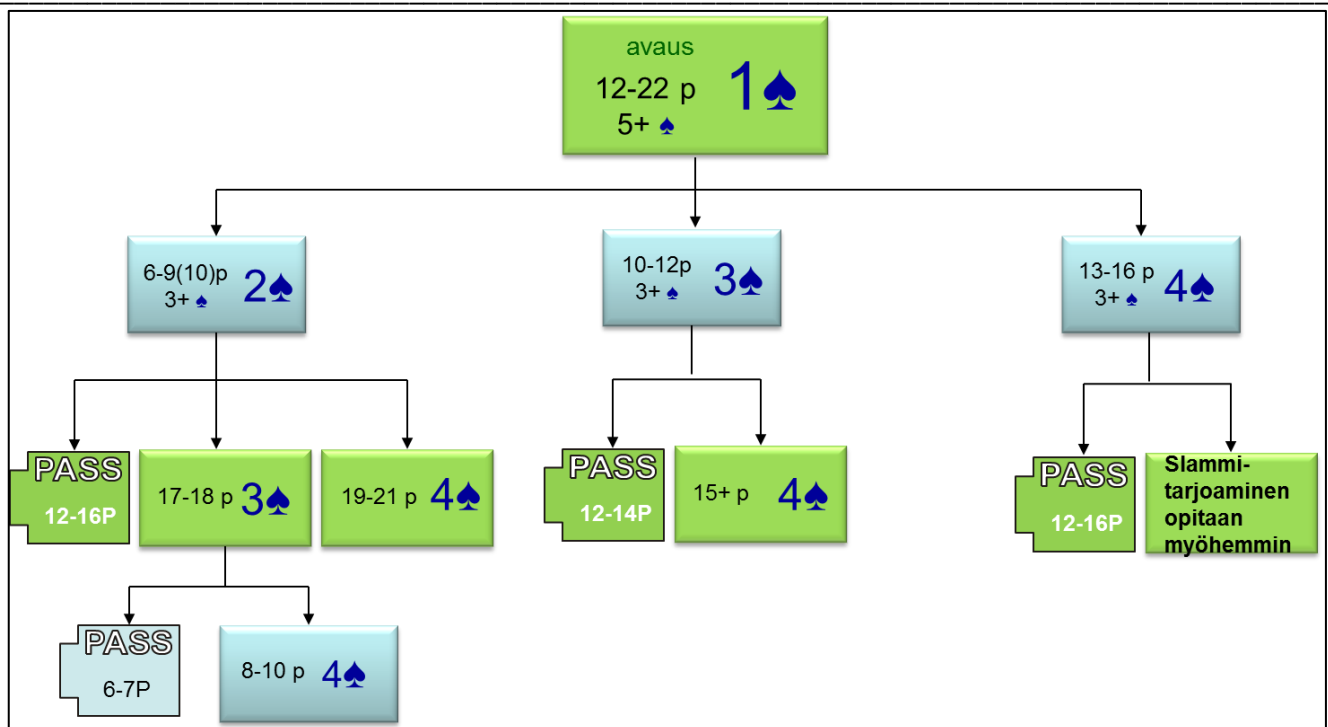 avaus
12-22 p 1♠
5+ ♠
6-9(10)p 2♠
3+ ♠
10-12p 3♠
3+ ♠
13-16 p 4♠
3+ ♠
PASS
12-16P
17-18 p 3♠
19-21 p 4♠
PASS
12-14P
15+ p 4♠
PASS
12-16P
Slammi-
tarjoaminen
opitaan
myöhemmin
PASS
6-7P
8-10 p 4♠